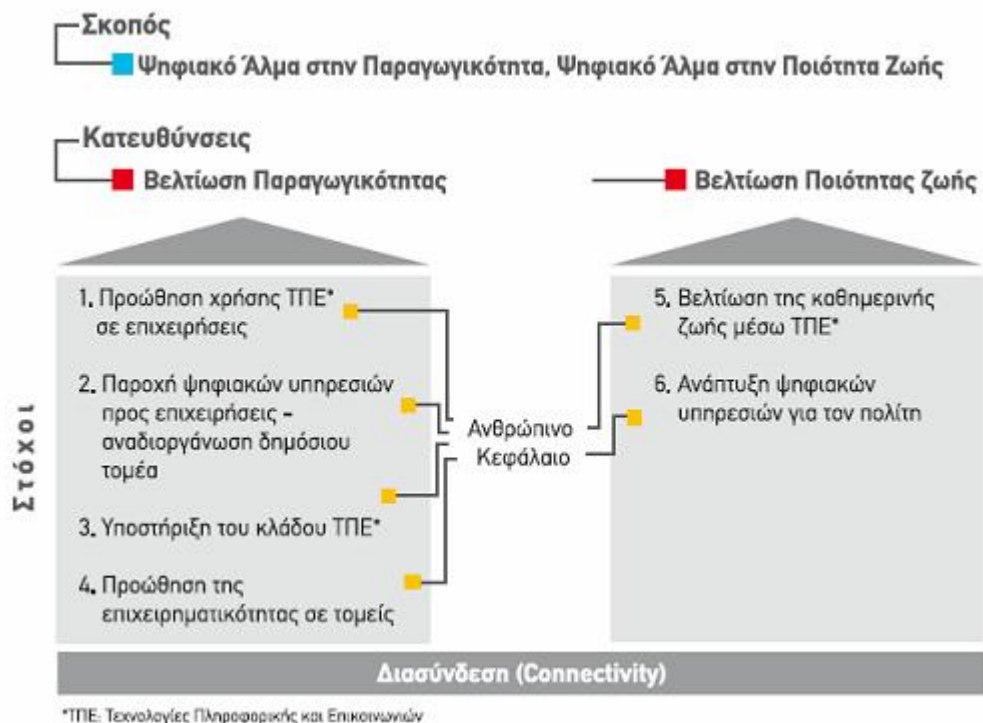 Σκοπός
Ψηφιακό Άλμα στην Παραγωγικότητα, Ψηφιακό Άλμα στην Ποιότητα Ζωής
Κατευθύνσεις
Βελτίωση Παραγωγικότητας
Βελτίωση Ποιότητας ζωής
Στόχοι
1. Προώθηση χρήσης ΤΠΕ*
σε επιχειρήσεις
2. Παροχή ψηφιακών υπηρεσιών
προς επιχειρήσεις –
αναδιοργάνωση δημόσιου
τομέα
3. Υποστήριξη του κλάδου ΤΠΕ*
4. Προώθηση της
επιχειρηματικότητας σε τομείς
Ανθρώπινο
Κεφάλαιο
5. Βελτίωση της καθημερινής
ζωής μέσω ΤΠΕ*
6. Ανάπτυξη ψηφιακών
υπηρεσιών για τον πολίτη
Διασύνδεση (Connectivity)
*ΤΠΕ: Τεχνολογίες Πληροφορικής και Επικοινωνιών